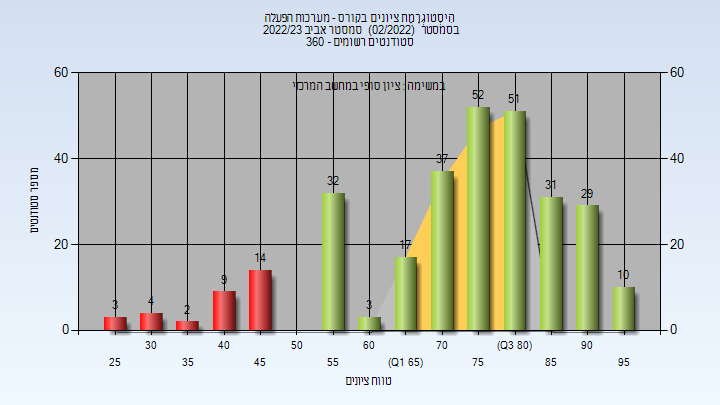 היסטוגרמת ציונים בקורס - מערכות הפעלה
בסמסטר (02/2022) סמסטר אביב 2022/23
סטודנטים רשומים - 360
במשימה : ציון סופי במחשב המרכזי
60 60
40 40
20 20
0 0
מספר סטודנטים
3 4 2 9 14 32 3 17 37 52 51 31 29 10
30 40 50 60 70 (Q3 80) 90
25 35 45 55 (Q1 65) 75 85 95
טווח ציונים